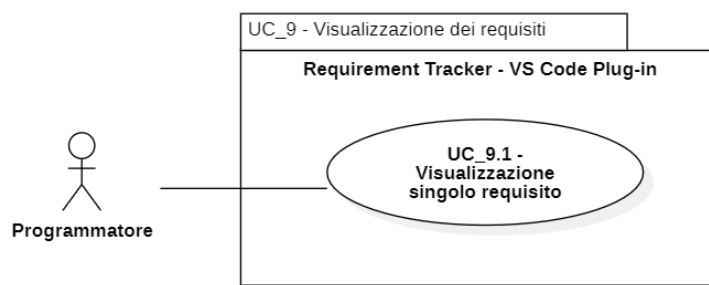 UC_9 - Visualizzazione dei requisiti
Requirement Tracker - VS Code Plug-in
UC_9.1 -
Visualizzazione
singolo requisito
Programmatore